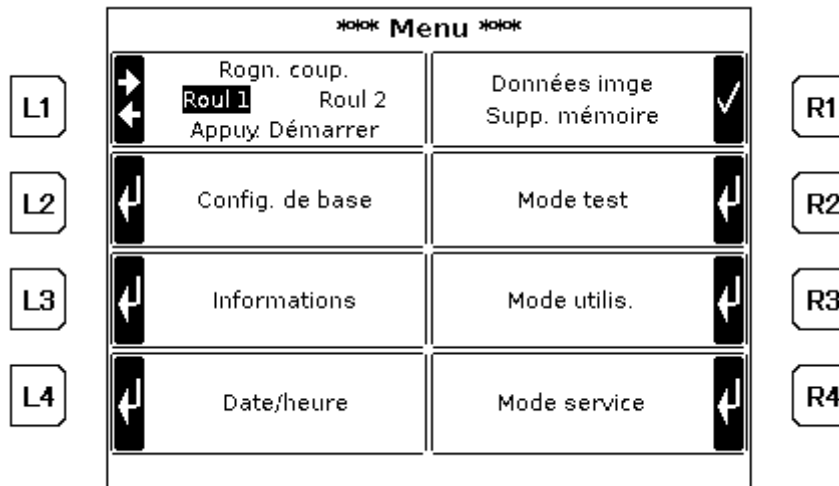 *** Menu ***
L1
Rogn. coup.
Roul 1 Roul 2
Appuy. Démarrer
Données imge
Supp. mémoire
R1
L2
Config. de base
Mode test
R2
L3
Informations
Mode utilis.
R3
L4
Date/heure
Mode service
R4